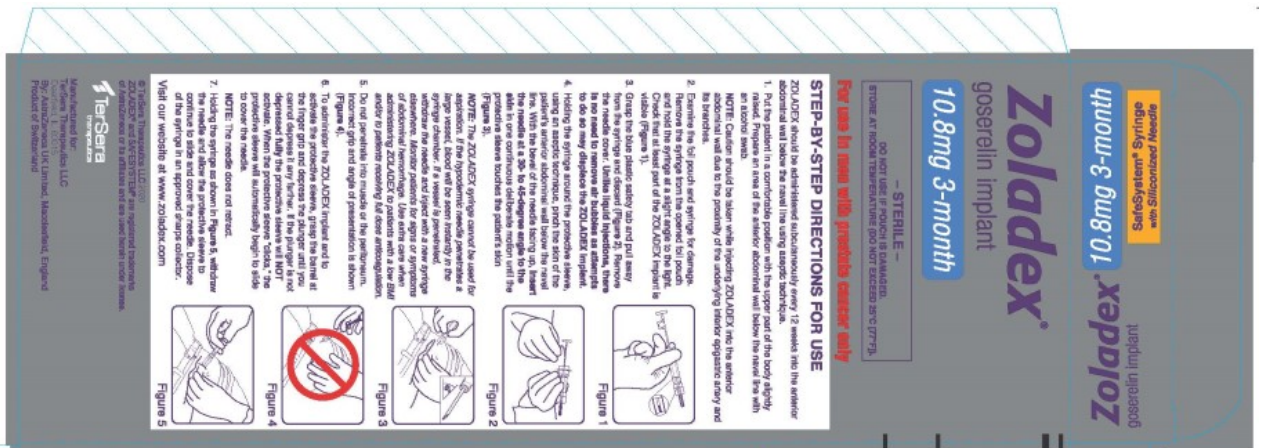 Zoladex®
goserelin implant
10.8mg 3-month
SafeSystem® Syringe
with Siliconized Needle
Zoladex®
goserelin implant
10.8mg 3-month
— STERILE —
DO NOT USE IF POUCH IS DAMAGED.
STORE AT ROOM TEMPERATURE (DO NOT EXCEED 25°C [77°F]).
For use in men with prostate cancer only
STEP-BY-STEP DIRECTIONS FOR USE
ZOLADEX should be administered subcutaneously every 12 weeks into the anterior
abdominal wall below the navel line using aseptic technique.
1. Put the patient in a comfortable position with the upper part of the body slightly
raised. Prepare an area of the anterior abdominal wall below the navel line with
an alcohol swab.
NOTE: Caution should be taken while injecting ZOLADEX into the anterior
abdominal wall due to the proximity of the underlying inferior epigastric artery and
its branches.
2. Examine the foil pouch and syringe for damage.
Remove the syringe from the opened foil pouch
and hold the syringe at a slight angle to the light.
Check that at least part of the ZOLADEX implant is
visible (Figure 1).
3. Grasp the blue plastic safety tab and pull away
from the syringe and discard (Figure 2). Remove
the needle cover. Unlike liquid injections, there
is no need to remove air bubbles as attempts
to do so may displace the ZOLADEX implant.
4. Holding the syringe around the protective sleeve,
using an aseptic technique, pinch the skin of the
patient's anterior abdominal wall below the navel
line. With the bevel of the needle facing up, insert
the needle at a 30- to 45-degree angle to the
skin in one continuous deliberate motion until the
protective sleeve touches the patient's skin
(Figure 3).
NOTE: The ZOLADEX syringe cannot be used for
aspiration. If the hypodermic needle penetrates a
large vessel, blood will be seen instantly in the
syringe chamber. If a vessel is penetrated,
withdraw the needle and inject with a new syringe
elsewhere. Monitor patients for signs or symptoms
of abdominal hemorrhage. Use extra care when
administering ZOLADEX to patients with a low BMI
and/or to patients receiving full dose anticoagulation.
5. Do not penetrate into muscle or the peritoneum.
Incorrect grip and angle of presentation is shown
(Figure 4).
6. To administer the ZOLADEX implant and to
activate the protective sleeve, grasp the barrel at
the finger grip and depress the plunger until you
cannot depress it any further. If the plunger is not
depressed fully the protective sleeve will NOT
activate. When the protective sleeve "clicks," the
protective sleeve will automatically begin to slide
to cover the needle.
NOTE: The needle does not retract.
7. Holding the syringe as shown in Figure 5, withdraw
the needle and allow the protective sleeve to
continue to slide and cover the needle. Dispose
of the syringe in an approved sharps collector.
Visit our website at www.zoladex.com
Figure 1
Figure 2
Figure 3
Figure 4
Figure 5
© TerSera Therapeutics LLC
ZOLADEX® and SAFESYSTEM® are registered trademarks
of AstraZeneca or its affiliates and are used herein under license.
TerSera
therapeutics
Manufactured for:
TerSera Therapeutics LLC
By: AstraZeneca UK Limited, Macclesfield, England
Product of Switzerland